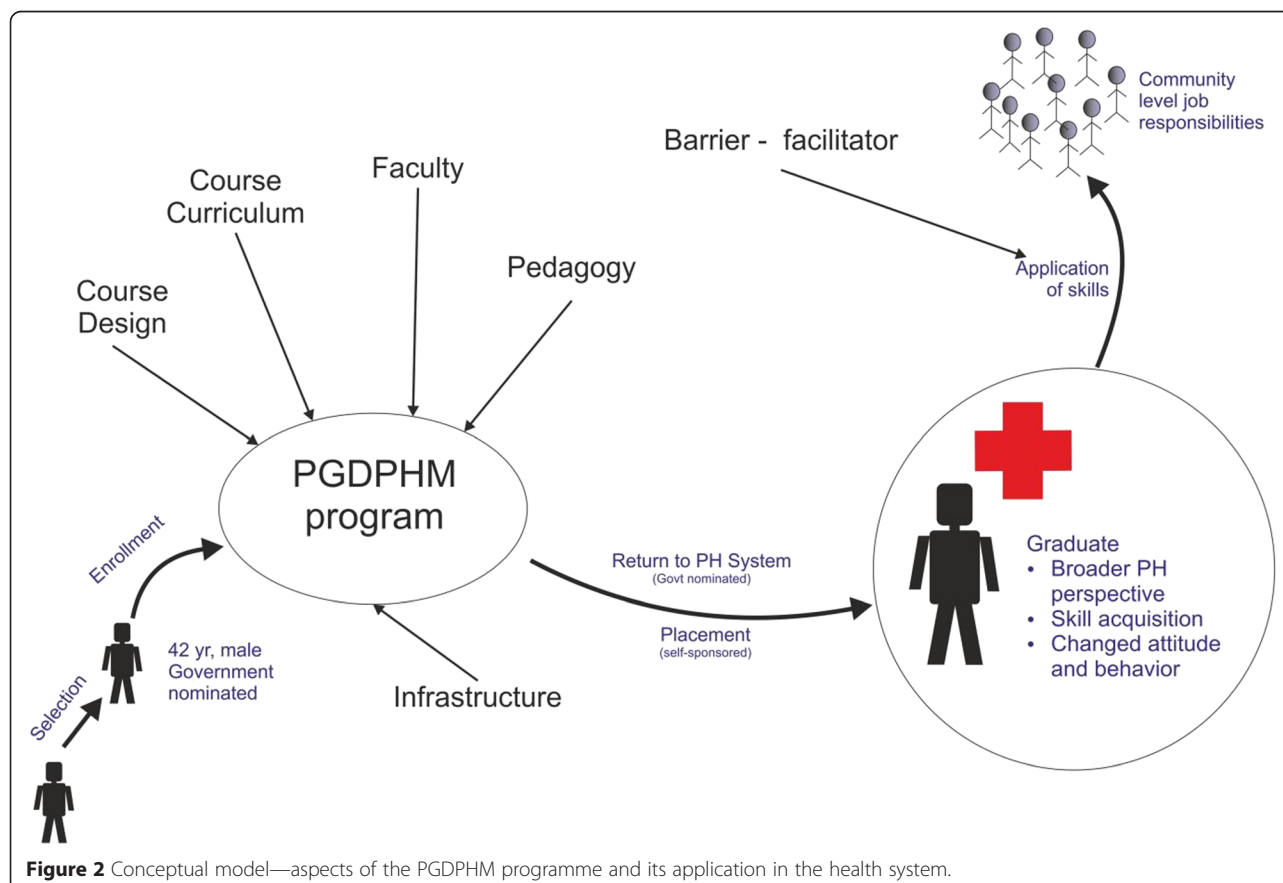 Community
level job
responsibilities
Barrier - facilitator
Faculty
Course
Curriculum
Pedagogy
Course
Design
Application
of skills
PGDPHM
program
Enrollment
Return to PH System
(Govt nominated)
Placement
(self-sponsored)
Graduate
• Broader PH
perspective
• Skill acquisition
• Changed attitude
and behavior
42 yr, male
Government
nominated
Selection
Infrastructure
Figure 2 Conceptual model—aspects of the PGDPHM programme and its application in the health system.